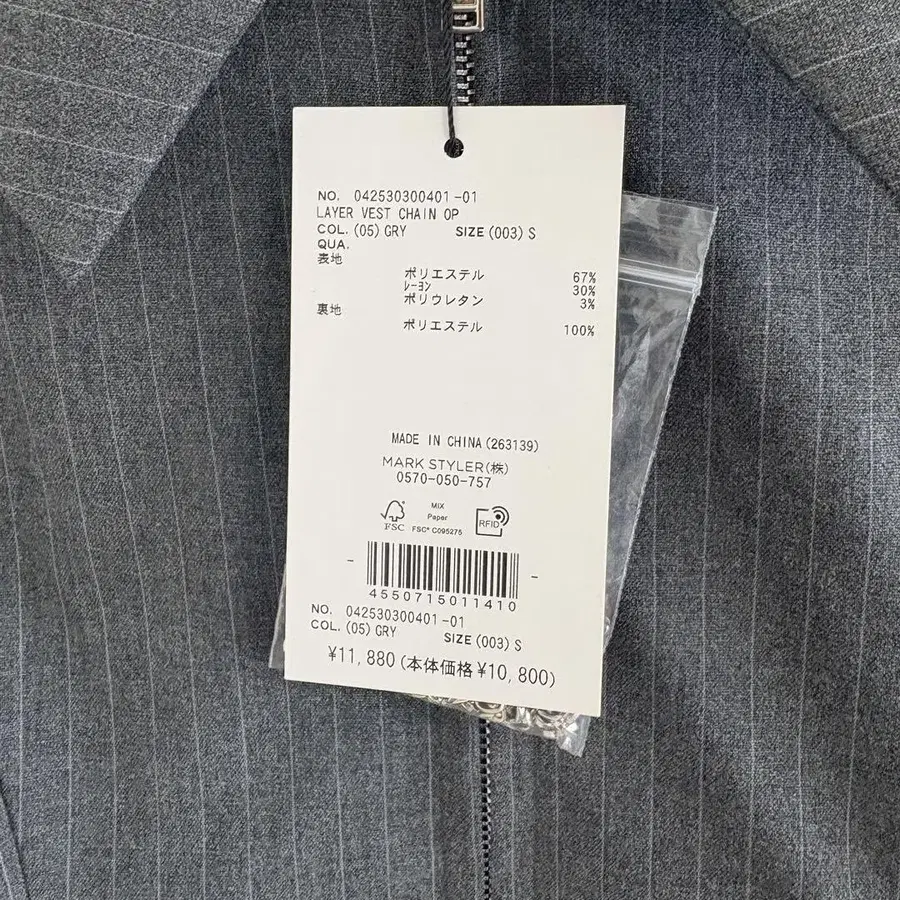 NO. 042530300401-01
LAYER VEST CHAIN OP
COL. (05) GRY SIZE (003) S
QUA.
表地
ポリエステル 67%
レーヨン 30%
ポリウレタン 3%
裏地
ポリエステル 100%
MADE IN CHINA (263139)
MARK STYLER(株)
0570-050-757
FSC
MIX
Paper
FSC® C095275
RFID
4550715011410
NO. 042530300401-01
COL. (05) GRY SIZE (003) S
¥11,880 (本体価格 ¥10,800)